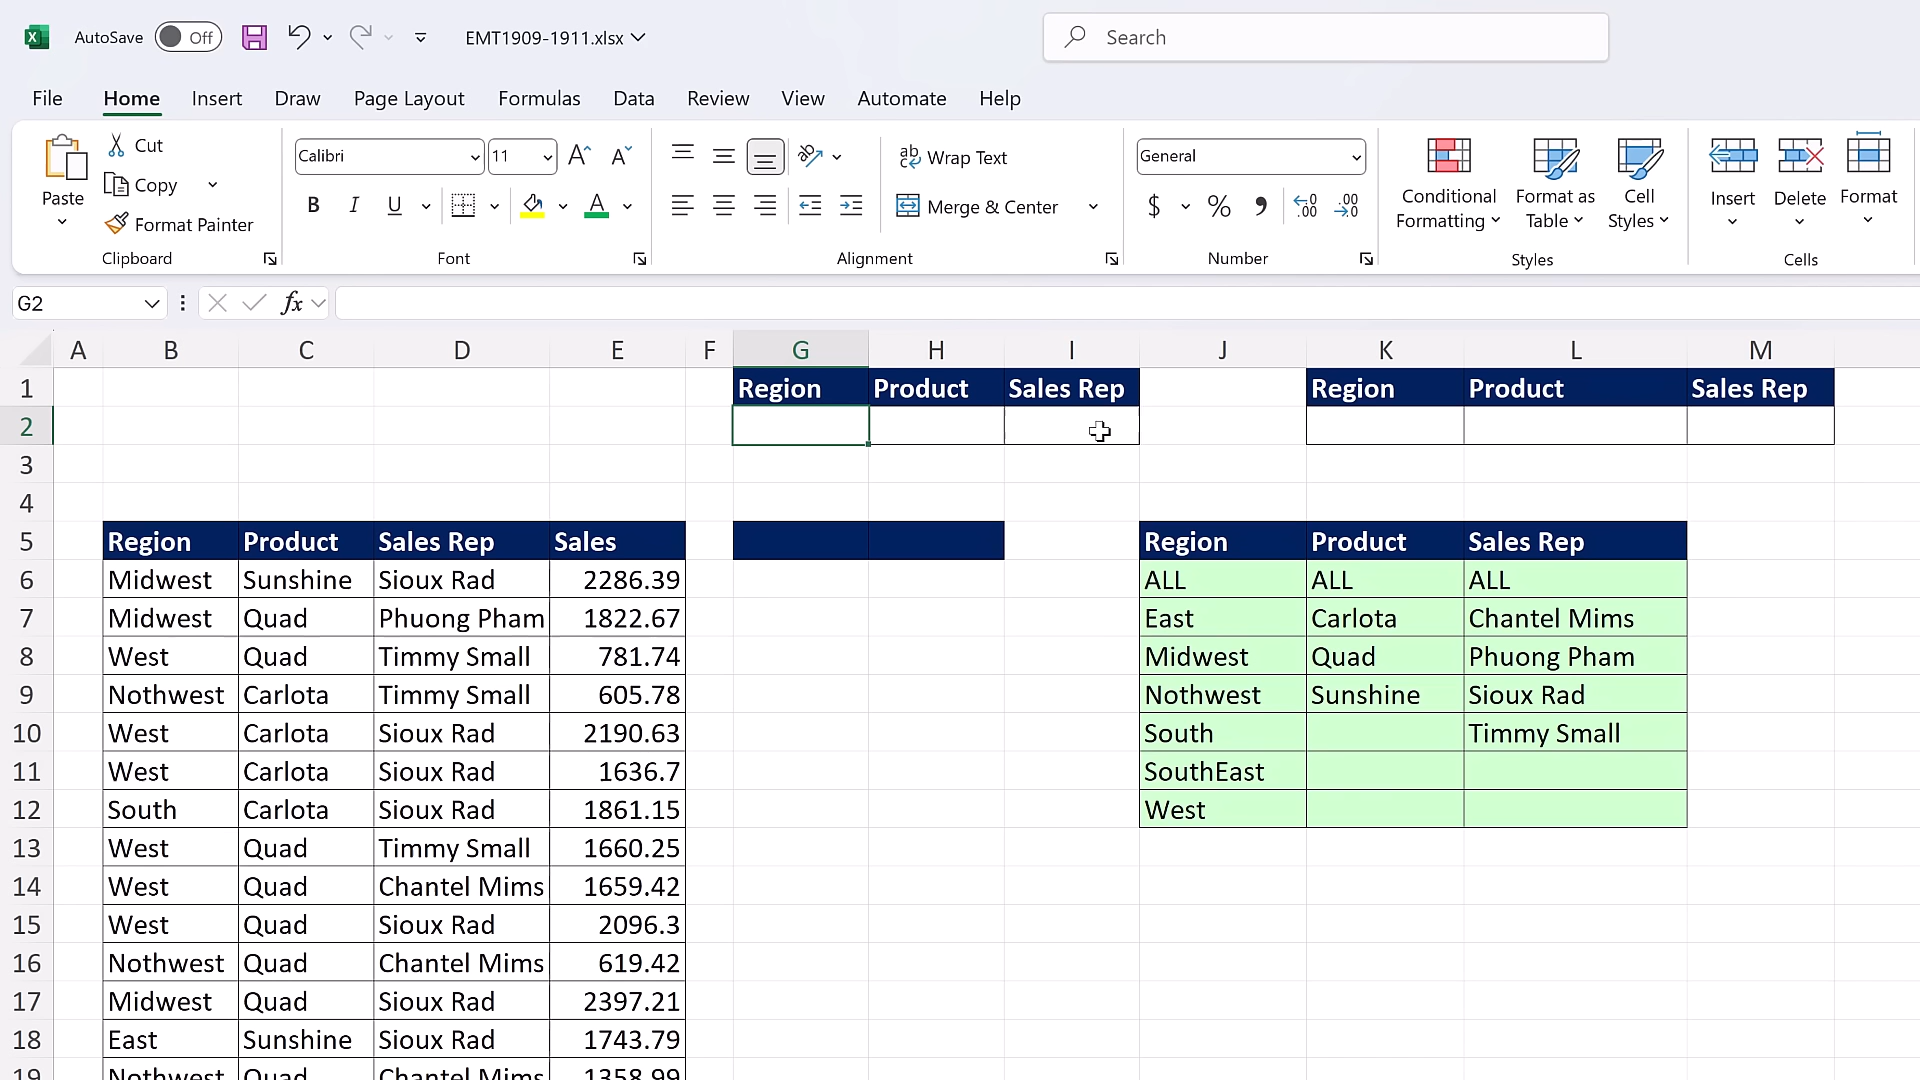 AutoSave Off EMT1909-1911.xlsx Search
File Home Insert Draw Page Layout Formulas Data Review View Automate Help
Paste
Cut
Copy
Format Painter
Clipboard
Calibri 11
B I U
Font
Wrap Text
Merge & Center
Alignment
General
$ % 9
Number
Conditional Formatting
Format as Table
Cell Styles
Styles
Insert Delete Format
Cells
G2 fx
A B C D E F G H I J K L M
1 Region Product Sales Rep Region Product Sales Rep
2
3
4
5 Region Product Sales Rep Sales Region Product Sales Rep
6 Midwest Sunshine Sioux Rad 2286.39 ALL ALL ALL
7 Midwest Quad Phuong Pham 1822.67 East Carlota Chantel Mims
8 West Quad Timmy Small 781.74 Midwest Quad Phuong Pham
9 Nothwest Carlota Timmy Small 605.78 Nothwest Sunshine Sioux Rad
10 West Carlota Sioux Rad 2190.63 South Timmy Small
11 West Carlota Sioux Rad 1636.7 SouthEast
12 South Carlota Sioux Rad 1861.15 West
13 West Quad Timmy Small 1660.25
14 West Quad Chantel Mims 1659.42
15 West Quad Sioux Rad 2096.3
16 Nothwest Quad Chantel Mims 619.42
17 Midwest Quad Sioux Rad 2397.21
18 East Sunshine Sioux Rad 1743.79
19 Nothwest Quad Chantel Mims 1358.99